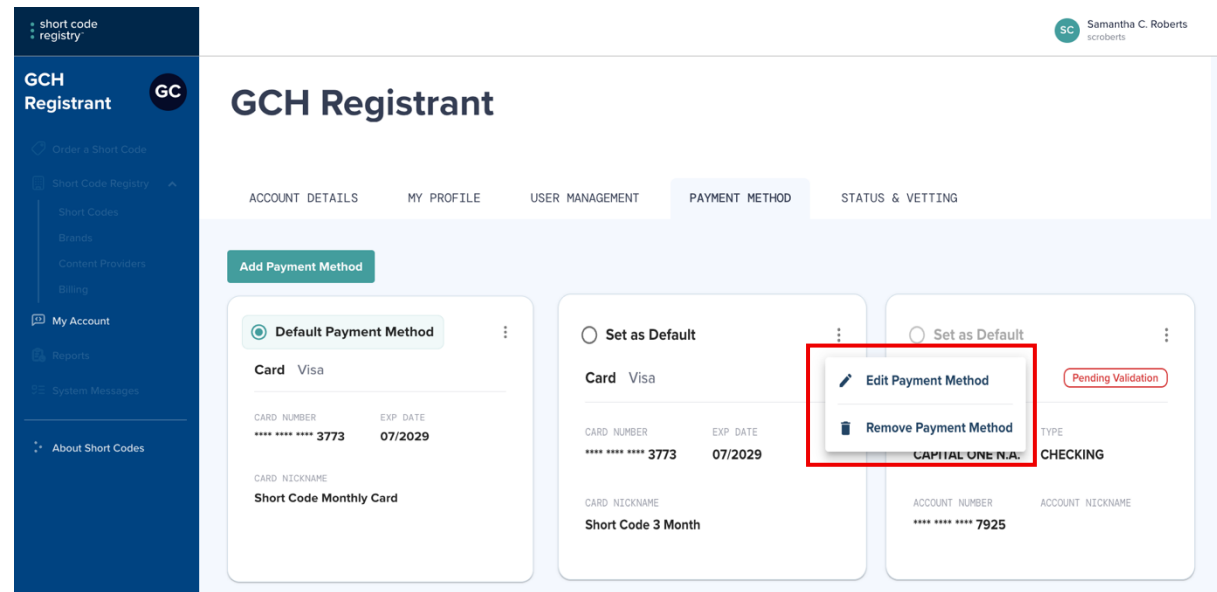 short code
registry
SC
Samantha C. Roberts
scroberts
GCH
Registrant
GC
Order a Short Code
Short Code Registry
Short Codes
Brands
Content Providers
Billing
My Account
Reports
System Messages
About Short Codes
GCH Registrant
ACCOUNT DETAILS
MY PROFILE
USER MANAGEMENT
PAYMENT METHOD
STATUS & VETTING
Add Payment Method
Default Payment Method
Card Visa
CARD NUMBER EXP DATE
**** **** **** 3773 07/2029
CARD NICKNAME
Short Code Monthly Card
Set as Default
Card Visa
CARD NUMBER EXP DATE
**** **** **** 3773 07/2029
CARD NICKNAME
Short Code 3 Month
Edit Payment Method
Remove Payment Method
Set as Default
Pending Validation
TYPE
CAPITAL ONE N.A. CHECKING
ACCOUNT NUMBER ACCOUNT NICKNAME
**** **** **** 7925